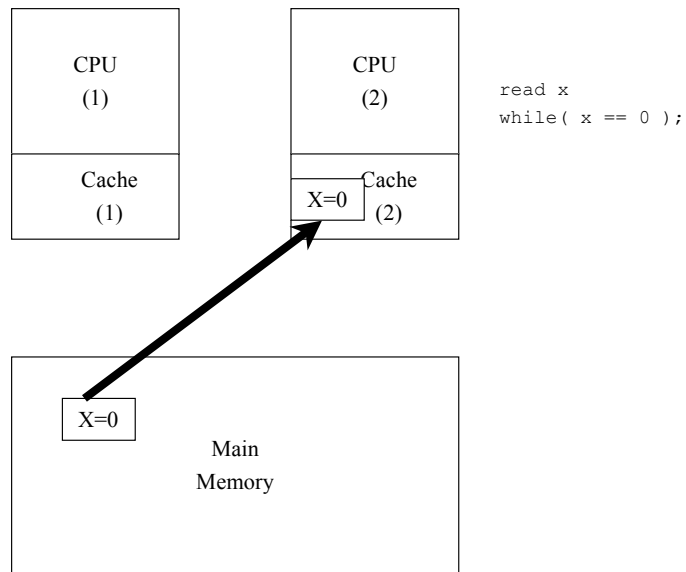 CPU
(1)
CPU
(2)
read x
while( x == 0 );
Cache
(1)
Cache
(2)
X=0
X=0
Main
Memory